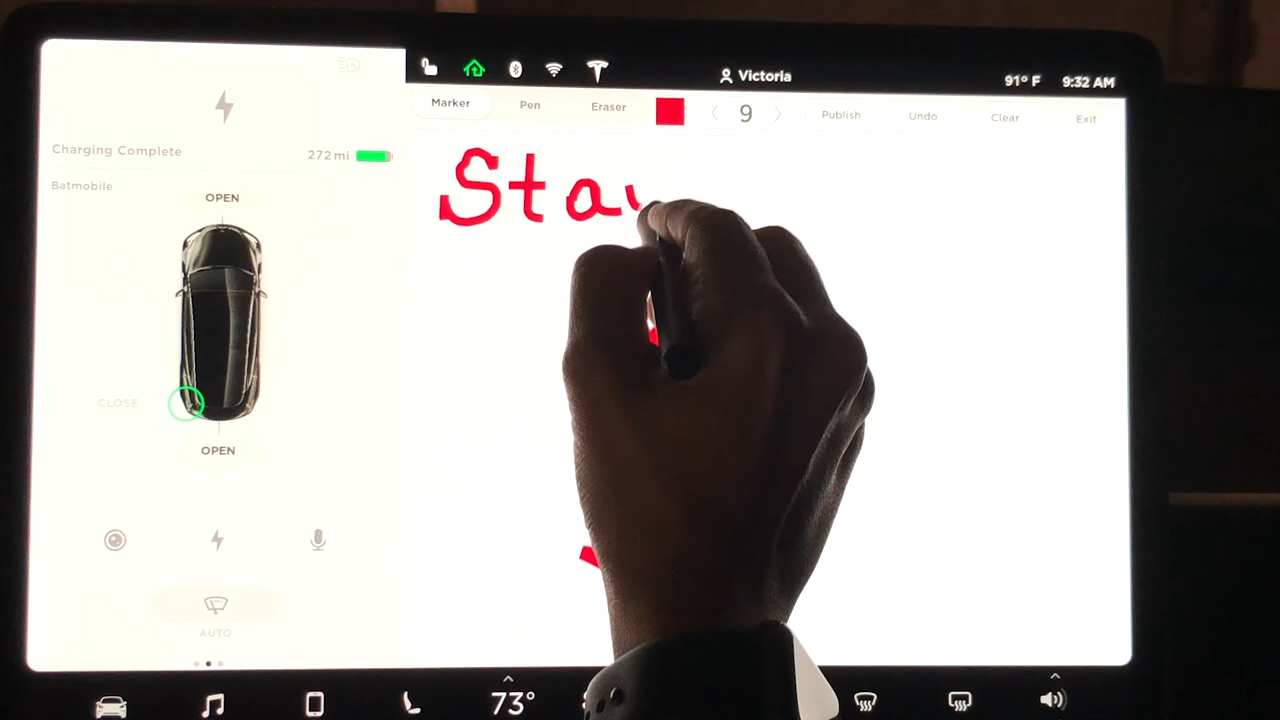 Victoria
91° F
9:32 AM
Marker
Pen
Eraser
9
Publish
Undo
Clear
Exit
Charging Complete
272 mi
Batmobile
OPEN
CLOSE
OPEN
AUTO
73°